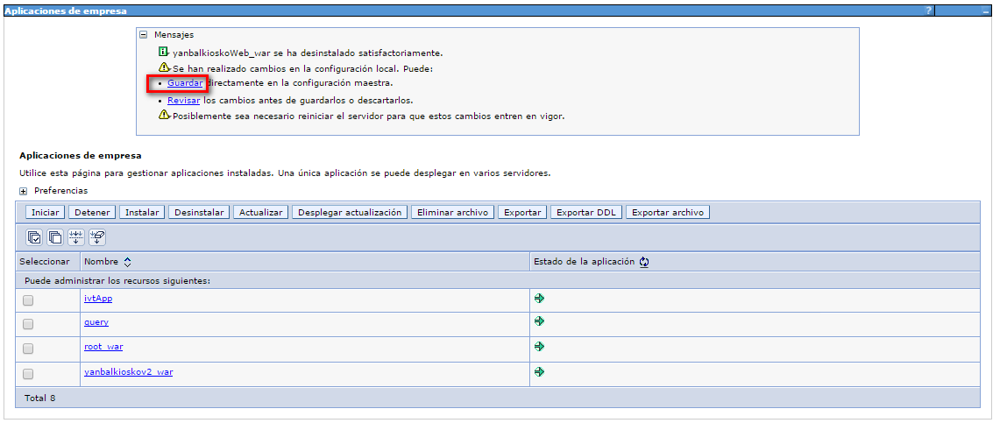 Aplicaciones de empresa ? _
Mensajes
yanbalkioskoWeb_war se ha desinstalado satisfactoriamente.
Se han realizado cambios en la configuración local. Puede:
• Guardar directamente en la configuración maestra.
• Revisar los cambios antes de guardarlos o descartarlos.
Posiblemente sea necesario reiniciar el servidor para que estos cambios entren en vigor.
Aplicaciones de empresa
Utilice esta página para gestionar aplicaciones instaladas. Una única aplicación se puede desplegar en varios servidores.
Preferencias
Iniciar Detener Instalar Desinstalar Actualizar Desplegar actualización Eliminar archivo Exportar Exportar DDL Exportar archivo
Seleccionar Nombre Estado de la aplicación
Puede administrar los recursos siguientes:
ivtApp
query
root_war
yanbalkioskov2_war
Total 8